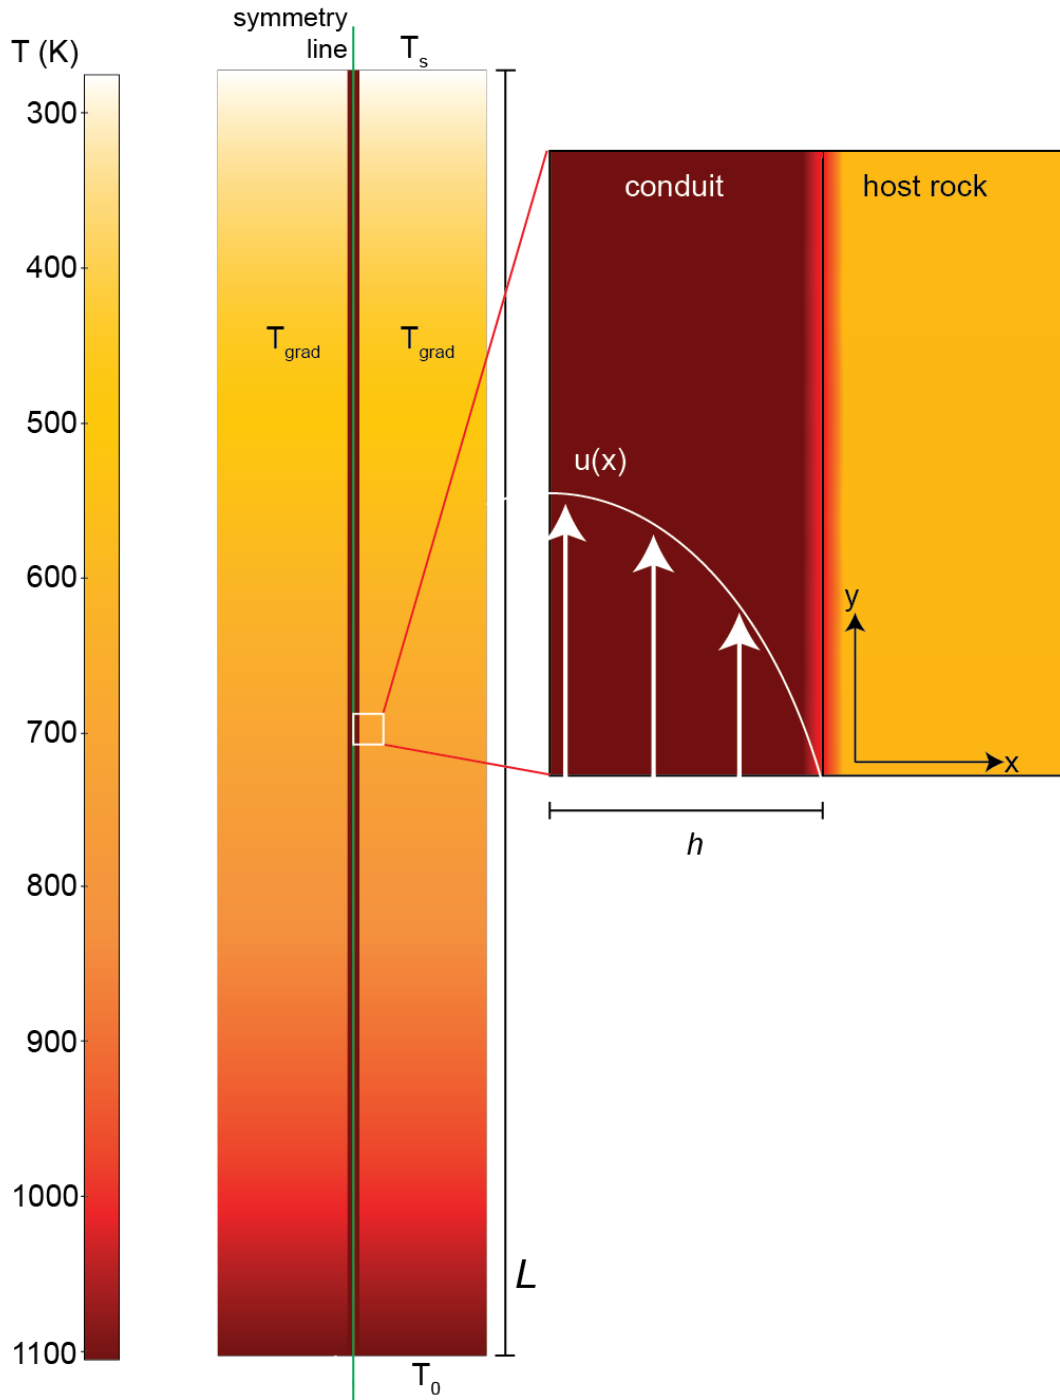 symmetry
line
T (K)
T_s
300
400
500
600
700
800
900
1000
1100
T_grad
T_grad
L
T_0
conduit
host rock
u(x)
y
x
h